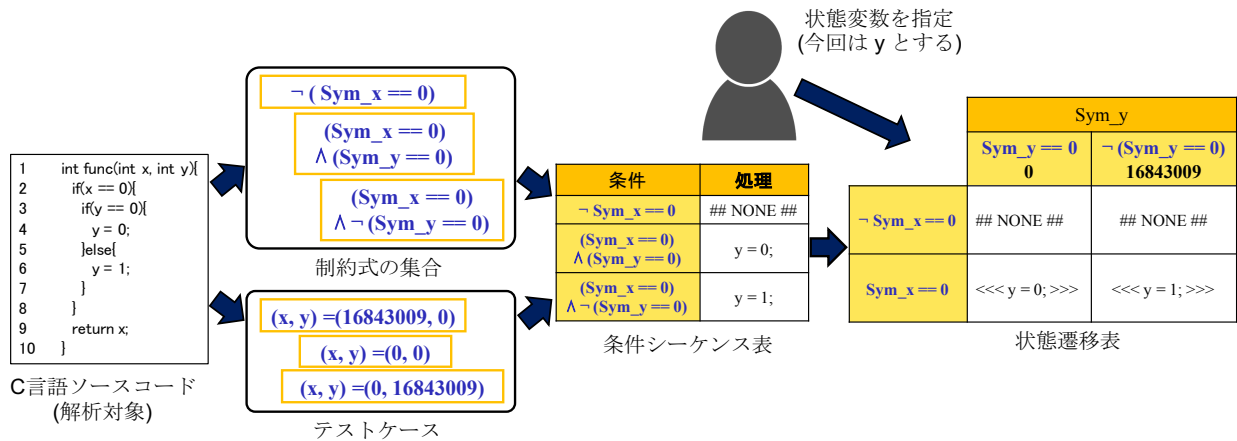 1 int func(int x, int y){
2 if(x == 0){
3 if(y == 0){
4 y = 0;
5 }else{
6 y = 1;
7 }
8 }
9 return x;
10 }
C言語ソースコード
(解析対象)
¬ ( Sym_x == 0)
(Sym_x == 0)
∧ (Sym_y == 0)
(Sym_x == 0)
∧ ¬ (Sym_y == 0)
制約式の集合
(x, y) =(16843009, 0)
(x, y) =(0, 0)
(x, y) =(0, 16843009)
テストケース
条件 処理
¬ Sym_x == 0 ## NONE ##
(Sym_x == 0)
∧ (Sym_y == 0) y = 0;
(Sym_x == 0)
∧ ¬ (Sym_y == 0) y = 1;
条件シーケンス表
状態変数を指定
(今回は y とする)
Sym_y
Sym_y == 0 ¬ (Sym_y == 0)
0 16843009
¬ Sym_x == 0 ## NONE ## ## NONE ##
Sym_x == 0 <<< y = 0; >>> <<< y = 1; >>>
状態遷移表